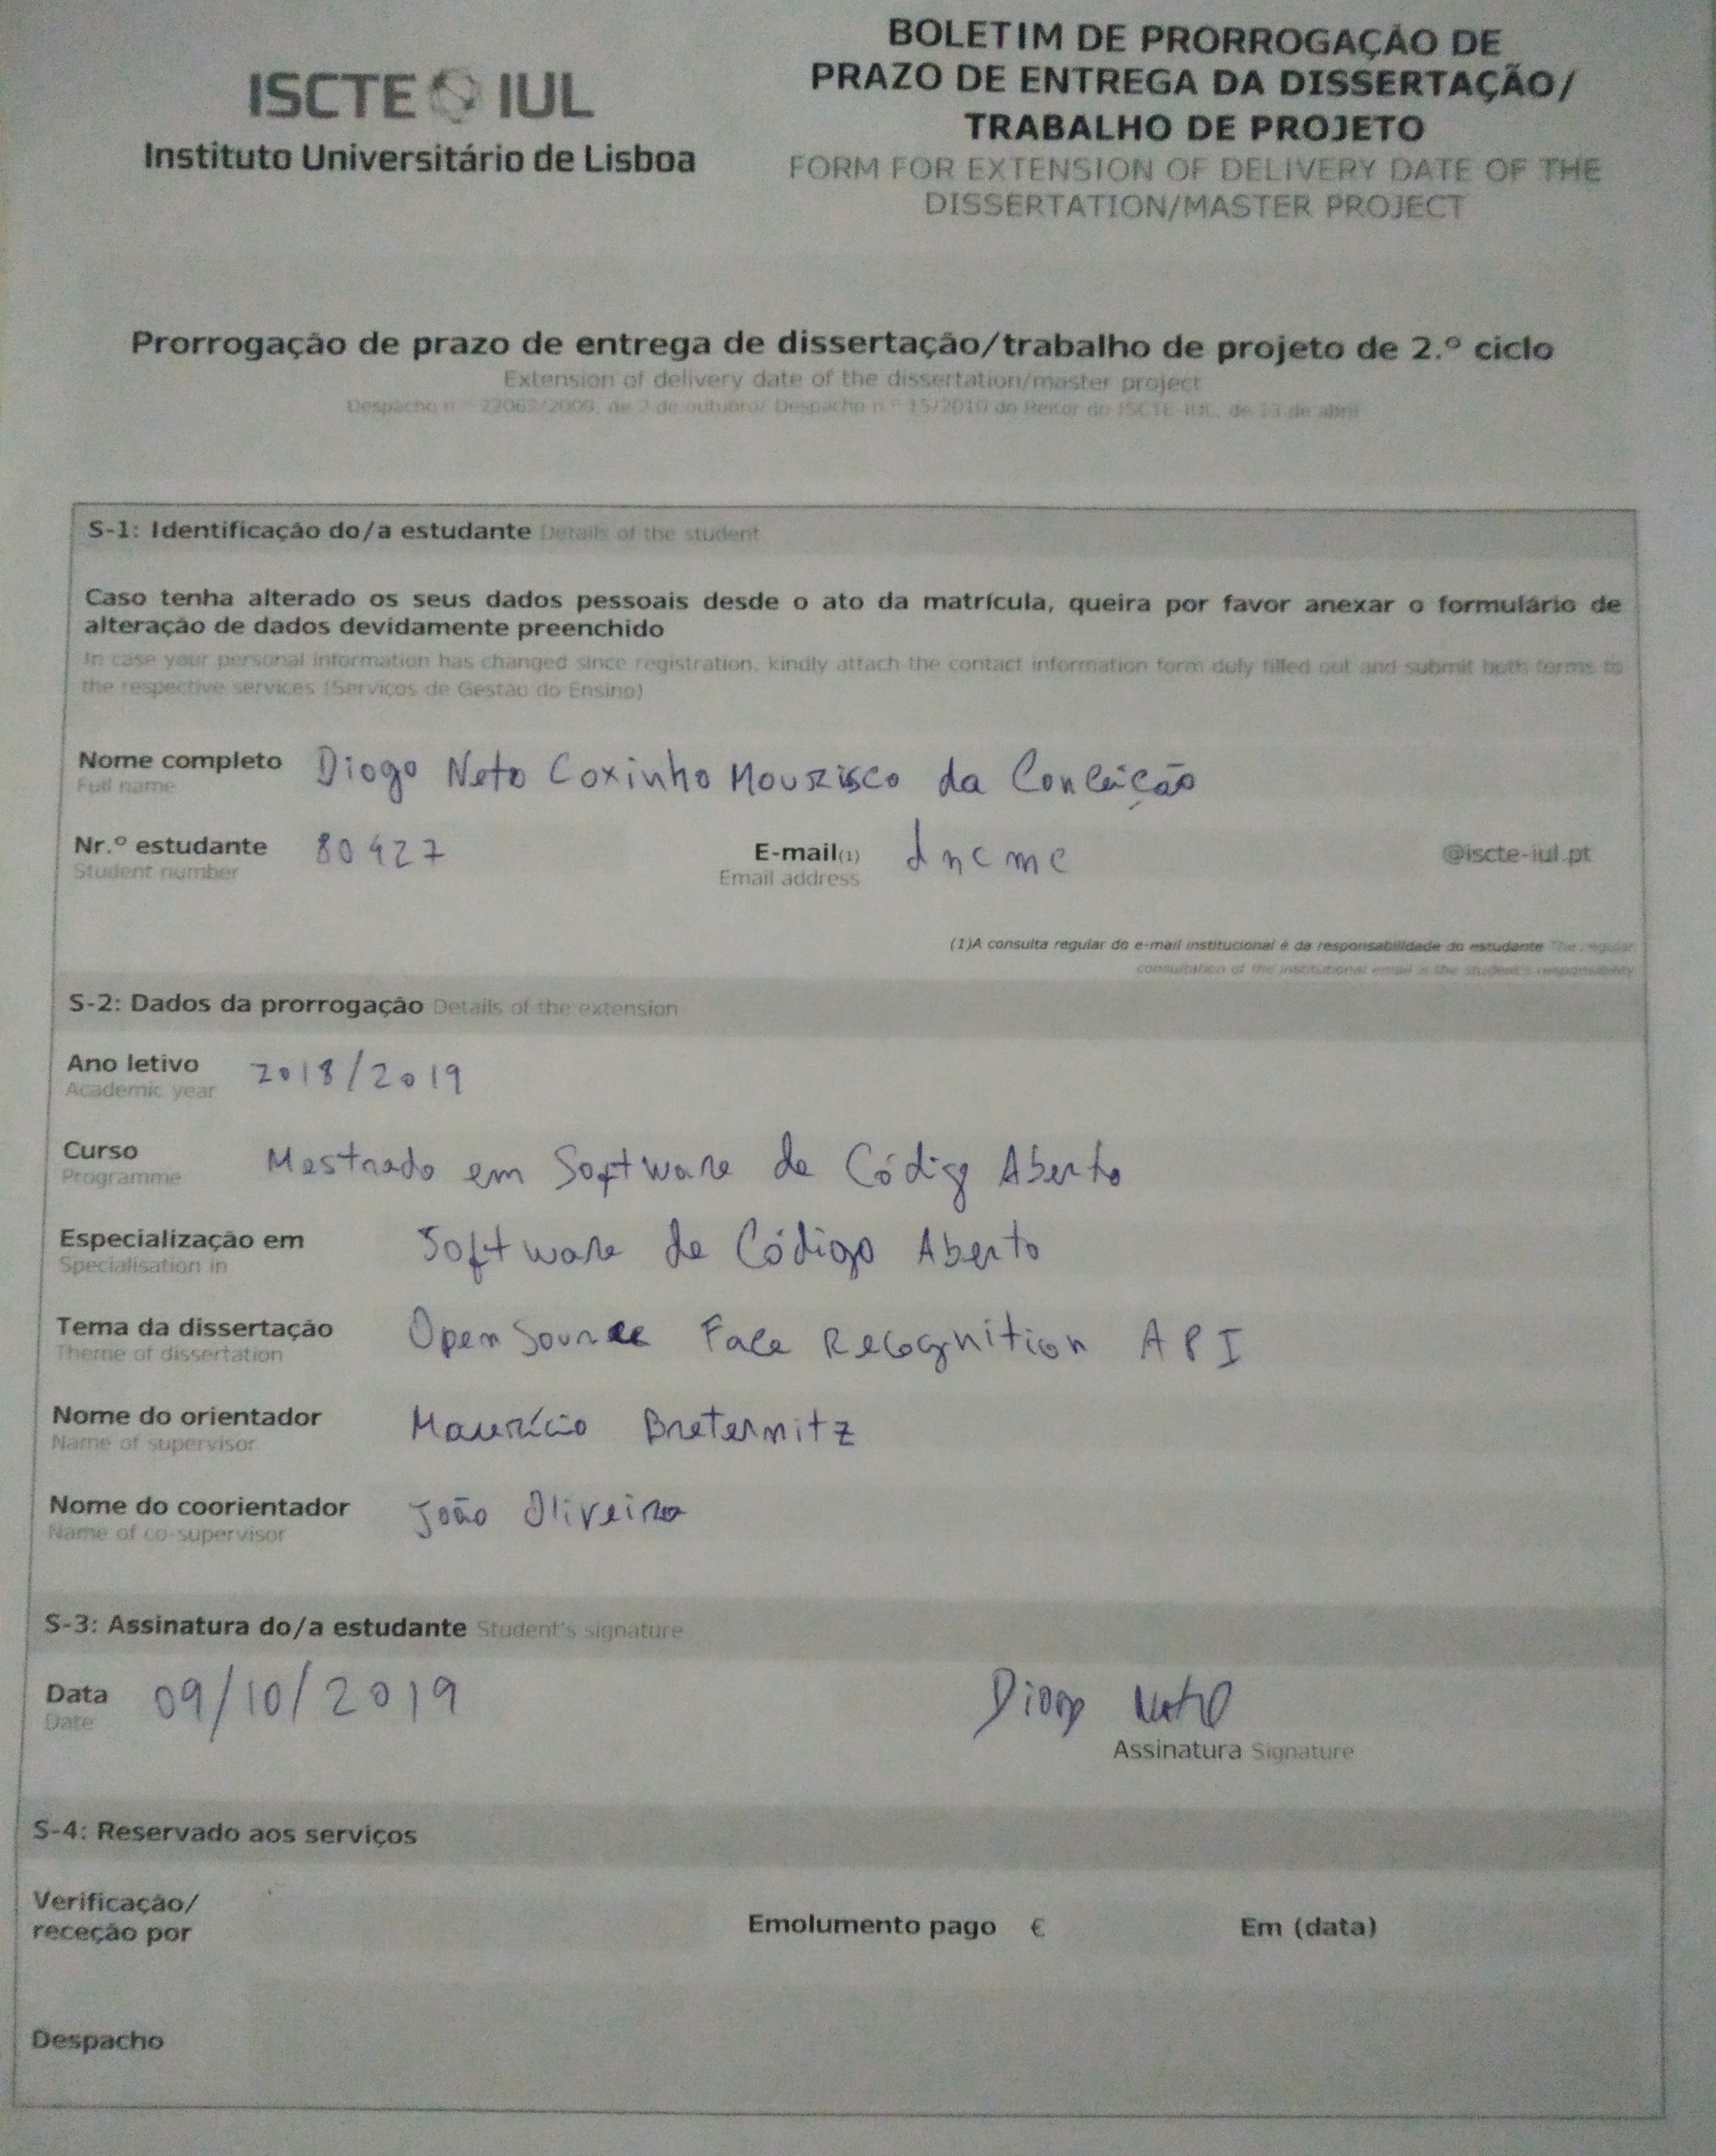 BOLETIM DE PRORROGAÇÃO DE
PRAZO DE ENTREGA DA DISSERTAÇÃO/
TRABALHO DE PROJETO
FORM FOR EXTENSION OF DELIVERY DATE OF THE
DISSERTATION/MASTER PROJECT
ISCTE IUL
Instituto Universitário de Lisboa
Prorrogação de prazo de entrega de dissertação/trabalho de projeto de 2.º ciclo
Extension of delivery date of the dissertation/master project
Despacho n.º 22062/2009, de 2 de outubro/ Despacho n.º 15/2010 do Reitor do ISCTE-IUL, de 13 de abril
S-1: Identificação do/a estudante Details of the student
Caso tenha alterado os seus dados pessoais desde o ato da matrícula, queira por favor anexar o formulário de
alteração de dados devidamente preenchido
In case your personal information has changed since registration, kindly attach the contact information form duly filled out and submit both forms to
the respective services (Serviços de Gestão do Ensino)
Nome completo Diogo Neto Coxinho Mourisco da Conceição
Full name
Nr.º estudante 80427 E-mail(1) dncmc @iscte-iul.pt
Student number Email address
(1)A consulta regular do e-mail institucional é da responsabilidade do estudante The regular
consultation of the institutional email is the student's responsibility
S-2: Dados da prorrogação Details of the extension
Ano letivo 2018/2019
Academic year
Curso Mestrado em Software de Códig Aberto
Programme
Especialização em Software de Código Aberto
Specialisation in
Tema da dissertação Open Source Face Recognition API
Theme of dissertation
Nome do orientador Maurício Breternitz
Name of supervisor
Nome do coorientador João Oliveira
Name of co-supervisor
S-3: Assinatura do/a estudante Student's signature
Data 09/10/2019 Diogo Neto
Date
Assinatura Signature
S-4: Reservado aos serviços
Verificação/
receção por Emolumento pago € Em (data)
Despacho